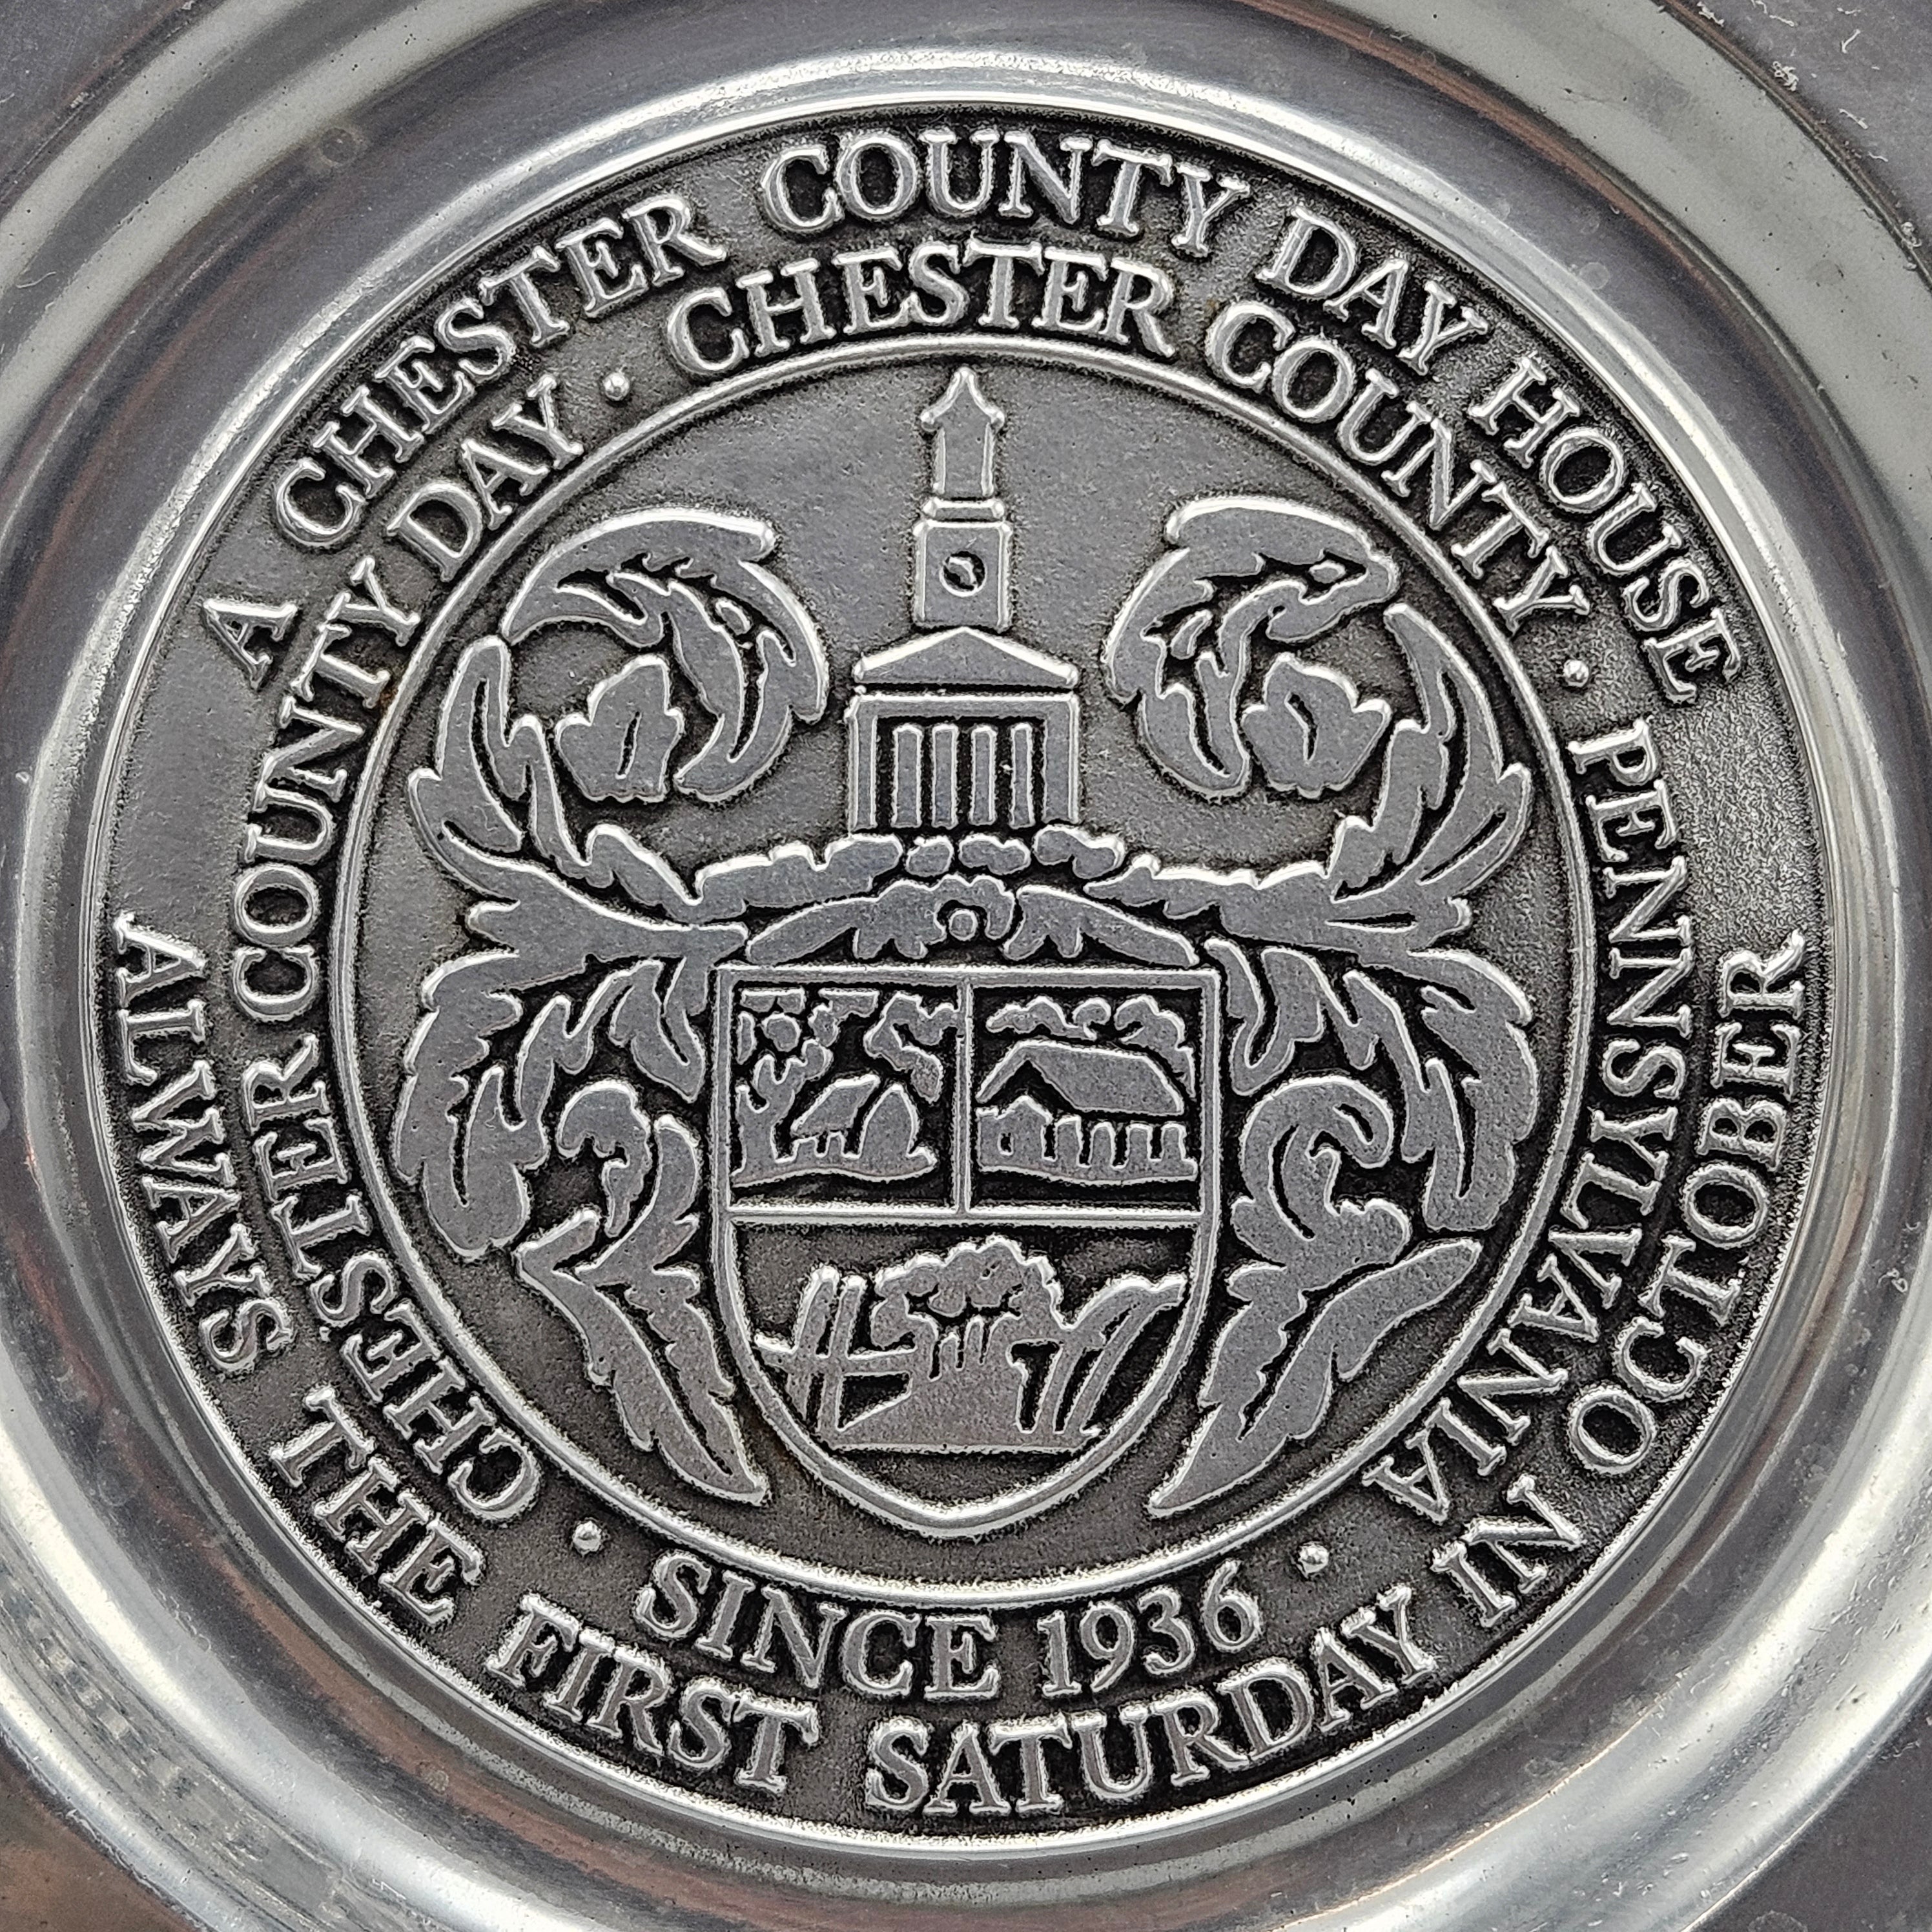 A CHESTER COUNTY DAY HOUSE
ALWAYS THE FIRST SATURDAY IN OCTOBER
CHESTER COUNTY DAY • CHESTER COUNTY • PENNSYLVANIA
• SINCE 1936 •